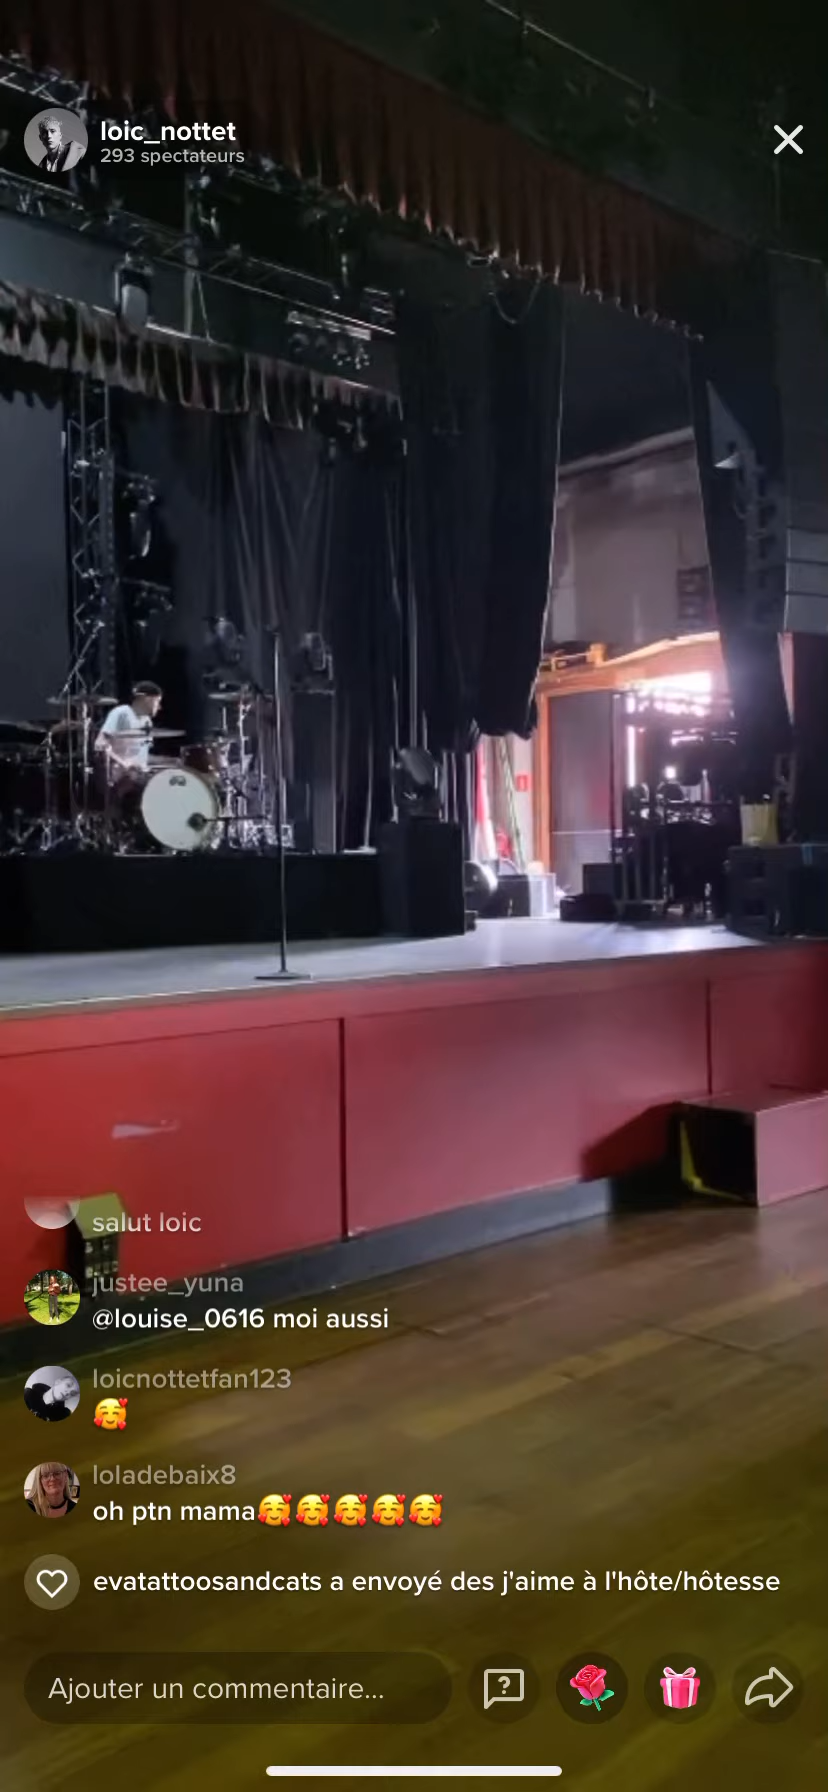 loic_nottet
293 spectateurs
salut loic
justee_yuna
@louise_0616 moi aussi
loicnottetfan123
🥰
loladebaix8
oh ptn mama🥰🥰🥰🥰🥰
evatattoosandcats a envoyé des j'aime à l'hôte/hôtesse
Ajouter un commentaire...